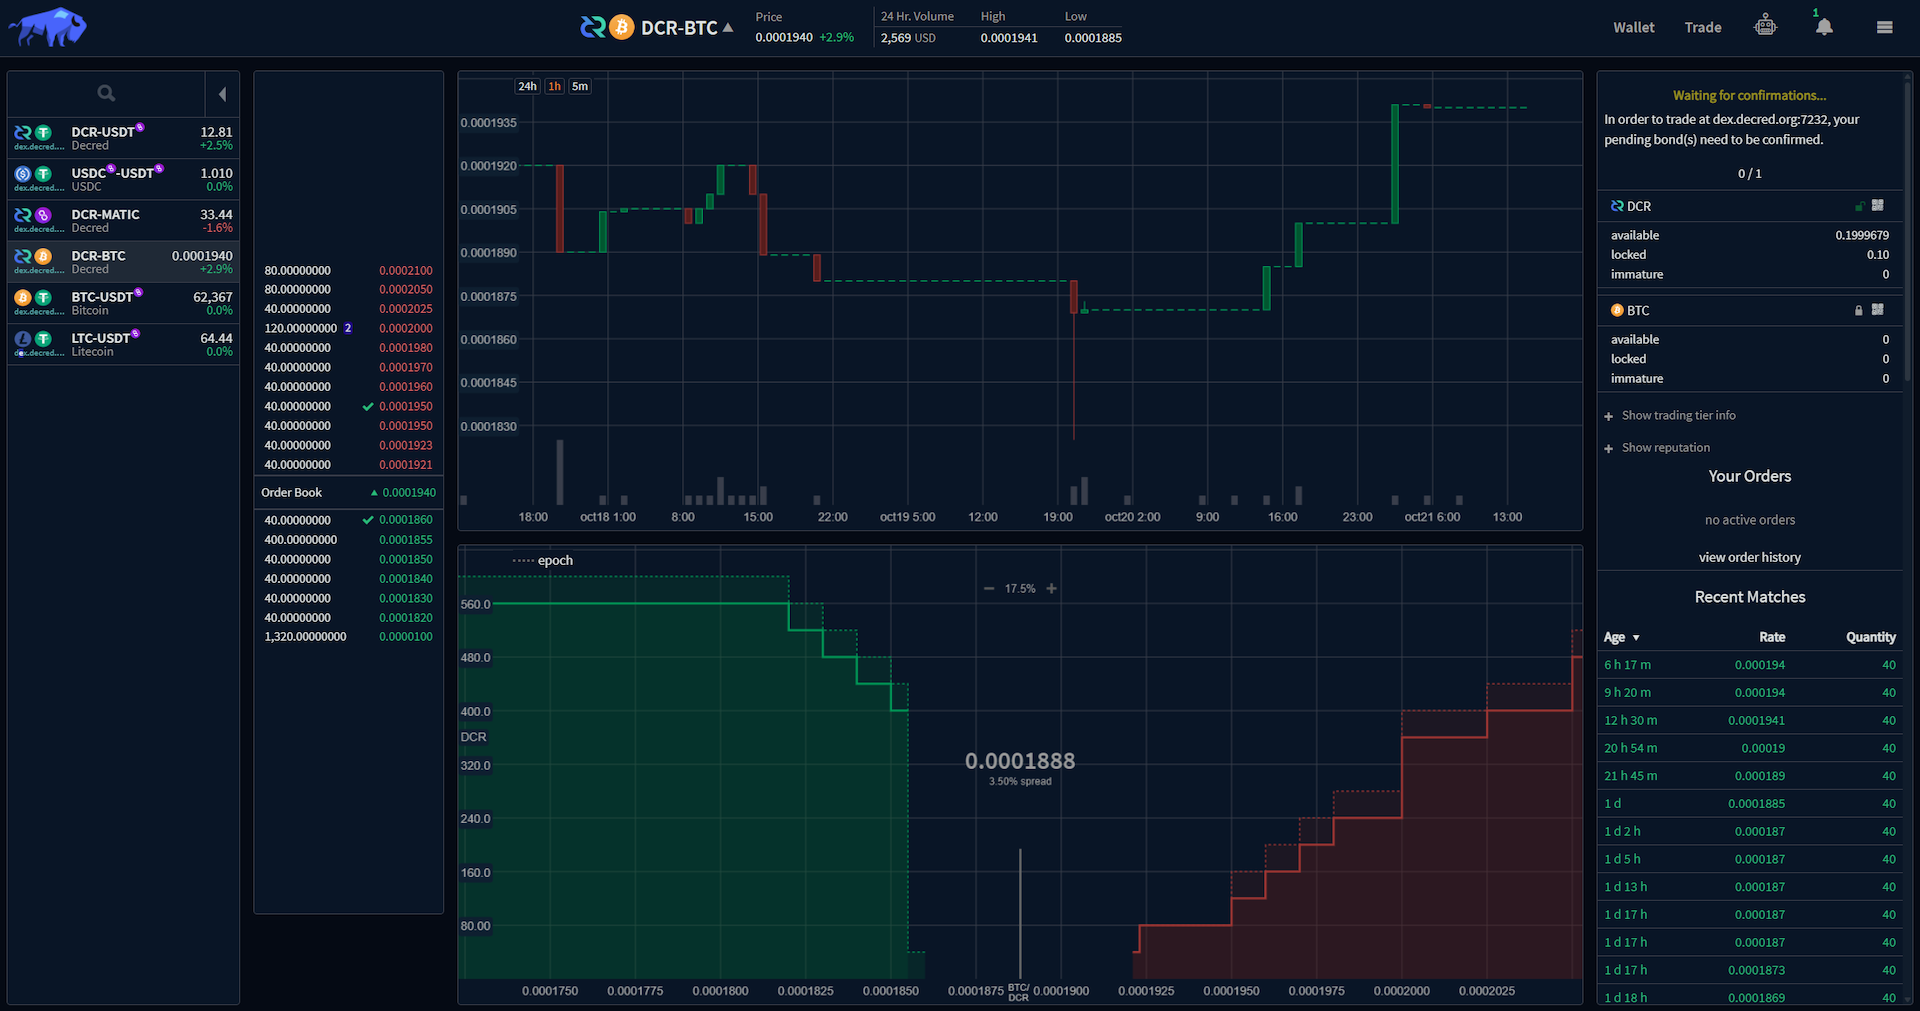 DCR-BTC
Price
0.0001940 +2.9%
24 Hr. Volume High Low
2,569 USD 0.0001941 0.0001885
Wallet Trade 1
DCR-USDT 12.81
Decred +2.5%
dex.decred....
USDC -USDT 1.010
USDC 0.0%
dex.decred....
DCR-MATIC 33.44
Decred -1.6%
dex.decred....
DCR-BTC 0.0001940
Decred +2.9%
dex.decred....
BTC-USDT 62,367
Bitcoin 0.0%
dex.decred....
LTC-USDT 64.44
Litecoin 0.0%
dex.decred....
80.00000000 0.0002100
80.00000000 0.0002050
40.00000000 0.0002025
120.00000000 2 0.0002000
40.00000000 0.0001980
40.00000000 0.0001970
40.00000000 0.0001960
40.00000000 0.0001950
40.00000000 0.0001950
40.00000000 0.0001923
40.00000000 0.0001921
Order Book 0.0001940
40.00000000 0.0001860
400.00000000 0.0001855
40.00000000 0.0001850
40.00000000 0.0001840
40.00000000 0.0001830
40.00000000 0.0001820
1,320.00000000 0.0000100
24h 1h 5m
0.0001935
0.0001920
0.0001905
0.0001890
0.0001875
0.0001860
0.0001845
0.0001830
18:00 oct18 1:00 8:00 15:00 22:00 oct19 5:00 12:00 19:00 oct20 2:00 9:00 16:00 23:00 oct21 6:00 13:00
epoch
17.5%
560.0
480.0
400.0
DCR
320.0
240.0
160.0
80.00
0.0001888
3.50% spread
0.0001750 0.0001775 0.0001800 0.0001825 0.0001850 0.0001875 BTC/ DCR 0.0001900 0.0001925 0.0001950 0.0001975 0.0002000 0.0002025
Waiting for confirmations...
In order to trade at dex.decred.org:7232, your
pending bond(s) need to be confirmed.
0 / 1
DCR
available 0.1999679
locked 0.10
immature 0
BTC
available 0
locked 0
immature 0
Show trading tier info
Show reputation
Your Orders
no active orders
view order history
Recent Matches
Age Rate Quantity
6 h 17 m 0.000194 40
9 h 20 m 0.000194 40
12 h 30 m 0.0001941 40
20 h 54 m 0.00019 40
21 h 45 m 0.000189 40
1 d 0.0001885 40
1 d 2 h 0.000187 40
1 d 5 h 0.000187 40
1 d 13 h 0.000187 40
1 d 17 h 0.000187 40
1 d 17 h 0.000187 40
1 d 17 h 0.0001873 40
1 d 18 h 0.0001869 40